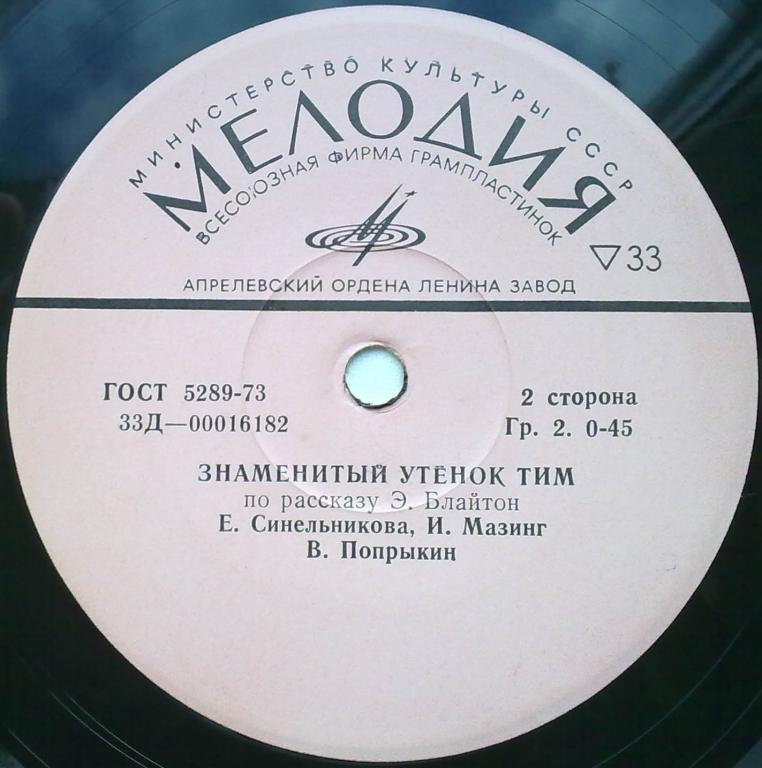 МИНИСТЕРСТВО КУЛЬТУРЫ СССР
МЕЛОДИЯ
ВСЕСОЮЗНАЯ ФИРМА ГРАМПЛАСТИНОК
33
АПРЕЛЕВСКИЙ ОРДЕНА ЛЕНИНА ЗАВОД
ГОСТ 5289-73
2 сторона
33Д—00016182
Гр. 2. 0-45
ЗНАМЕНИТЫЙ УТЁНОК ТИМ
по рассказу Э. Блайтон
Е. Синельникова, И. Мазинг
В. Попрыкин